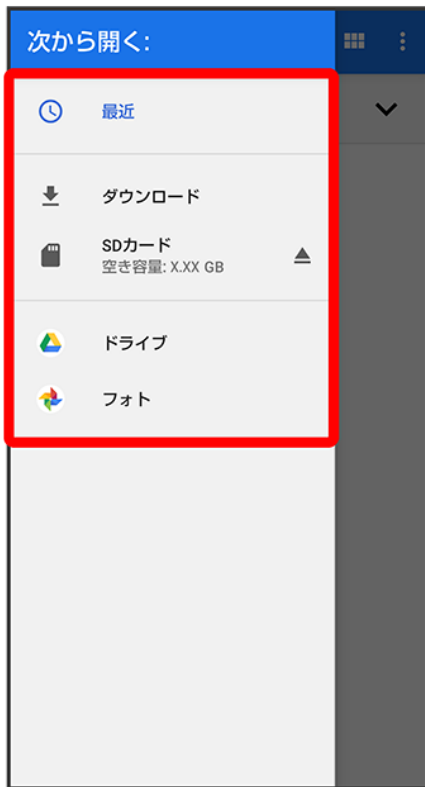 次から開く:
最近
ダウンロード
SDカード
空き容量: X.XX GB
ドライブ
フォト